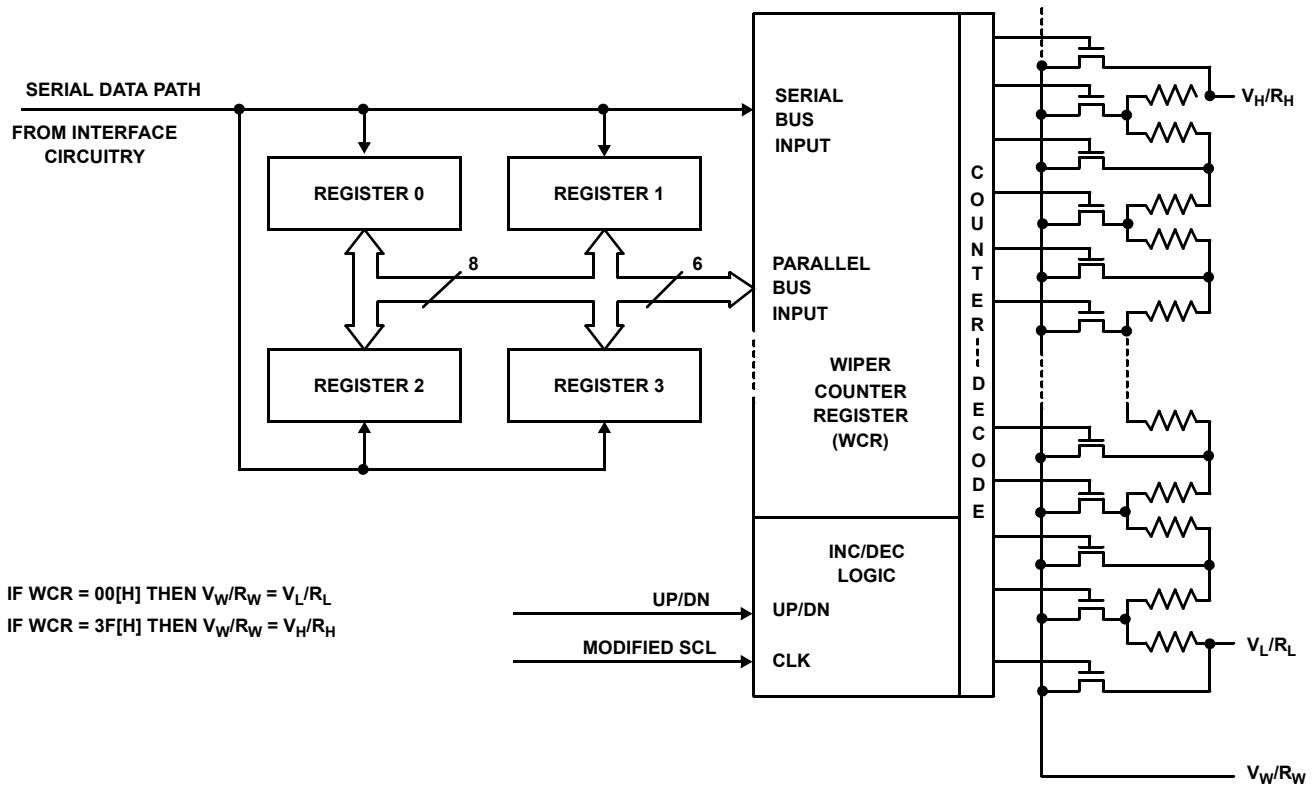 SERIAL DATA PATH
FROM INTERFACE
CIRCUITRY
REGISTER 0
REGISTER 1
8
6
REGISTER 2
REGISTER 3
SERIAL
BUS
INPUT
PARALLEL
BUS
INPUT
WIPER
COUNTER
REGISTER
(WCR)
INC/DEC
LOGIC
UP/DN
UP/DN
MODIFIED SCL
CLK
C
O
U
N
T
E
R
D
E
C
O
D
E
VH/RH
VL/RL
VW/RW
IF WCR = 00[H] THEN VW/RW = VL/RL
IF WCR = 3F[H] THEN VW/RW = VH/RH